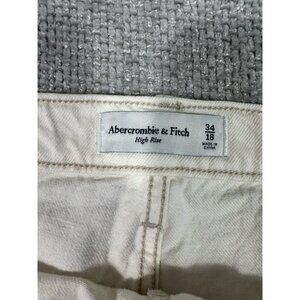 Abercrombie & Fitch
High Rise
34
18
MADE IN
CHINA